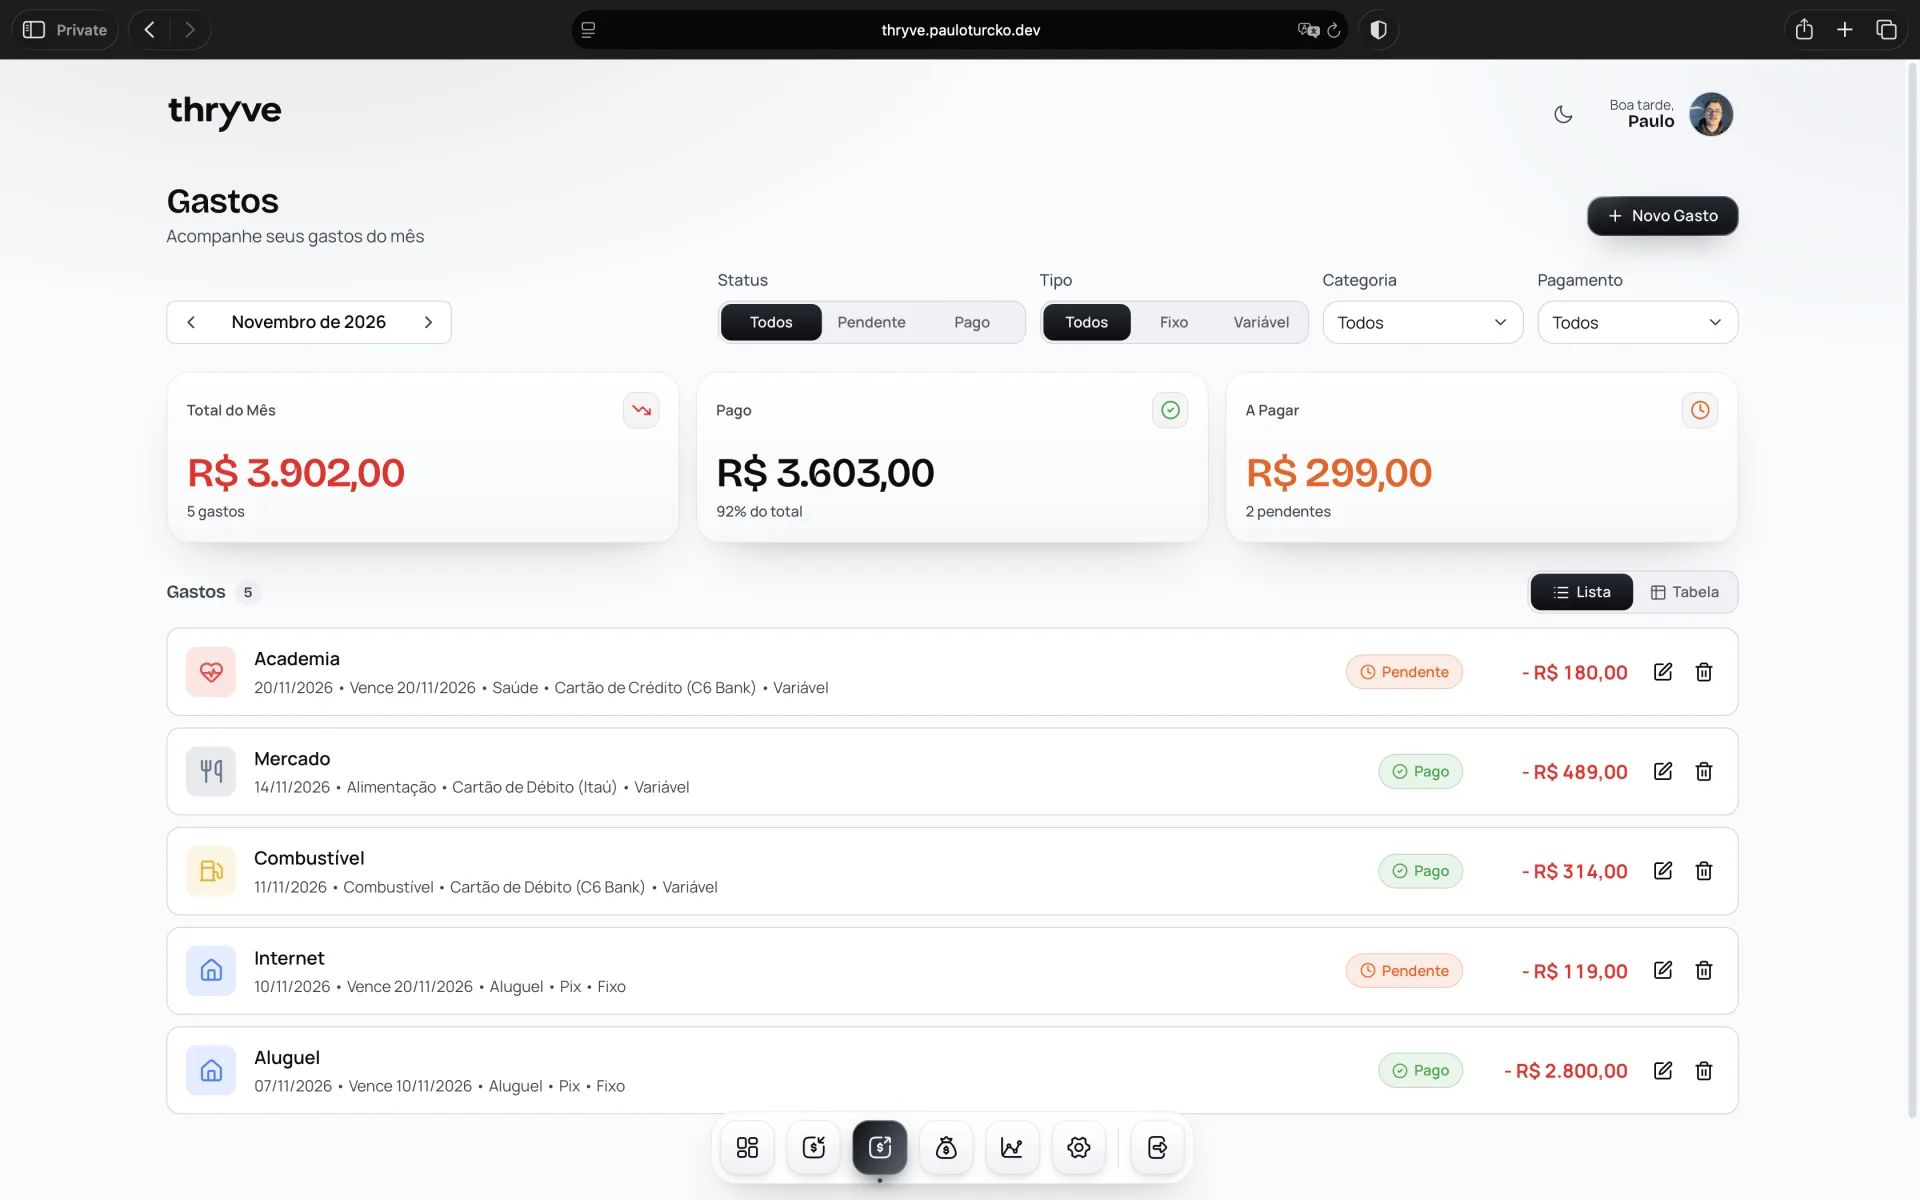 Private
thryve.pauloturcko.dev
thryve
Boa tarde,
Paulo
Gastos
Acompanhe seus gastos do mês
+ Novo Gasto
Novembro de 2026
Status
Todos Pendente Pago
Tipo
Todos Fixo Variável
Categoria
Todos
Pagamento
Todos
Total do Mês
R$ 3.902,00
5 gastos
Pago
R$ 3.603,00
92% do total
A Pagar
R$ 299,00
2 pendentes
Gastos 5
Lista Tabela
Academia
20/11/2026 • Vence 20/11/2026 • Saúde • Cartão de Crédito (C6 Bank) • Variável
Pendente
- R$ 180,00
Mercado
14/11/2026 • Alimentação • Cartão de Débito (Itaú) • Variável
Pago
- R$ 489,00
Combustível
11/11/2026 • Combustível • Cartão de Débito (C6 Bank) • Variável
Pago
- R$ 314,00
Internet
10/11/2026 • Vence 20/11/2026 • Aluguel • Pix • Fixo
Pendente
- R$ 119,00
Aluguel
07/11/2026 • Vence 10/11/2026 • Aluguel • Pix • Fixo
Pago
- R$ 2.800,00